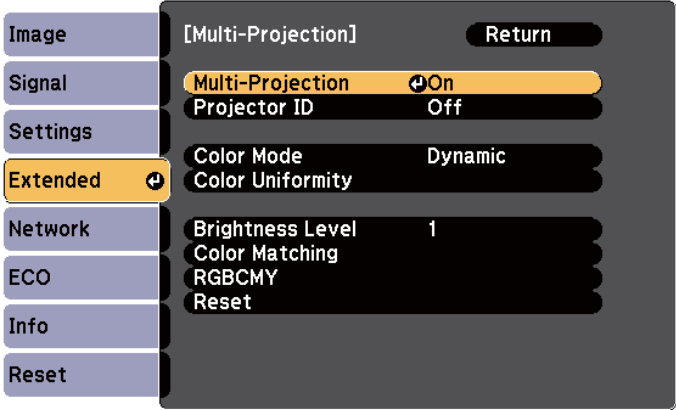 Image
Signal
Settings
Extended
Network
ECO
Info
Reset
[Multi-Projection] Return
Multi-Projection On
Projector ID Off
Color Mode Dynamic
Color Uniformity
Brightness Level 1
Color Matching
RGBCMY
Reset